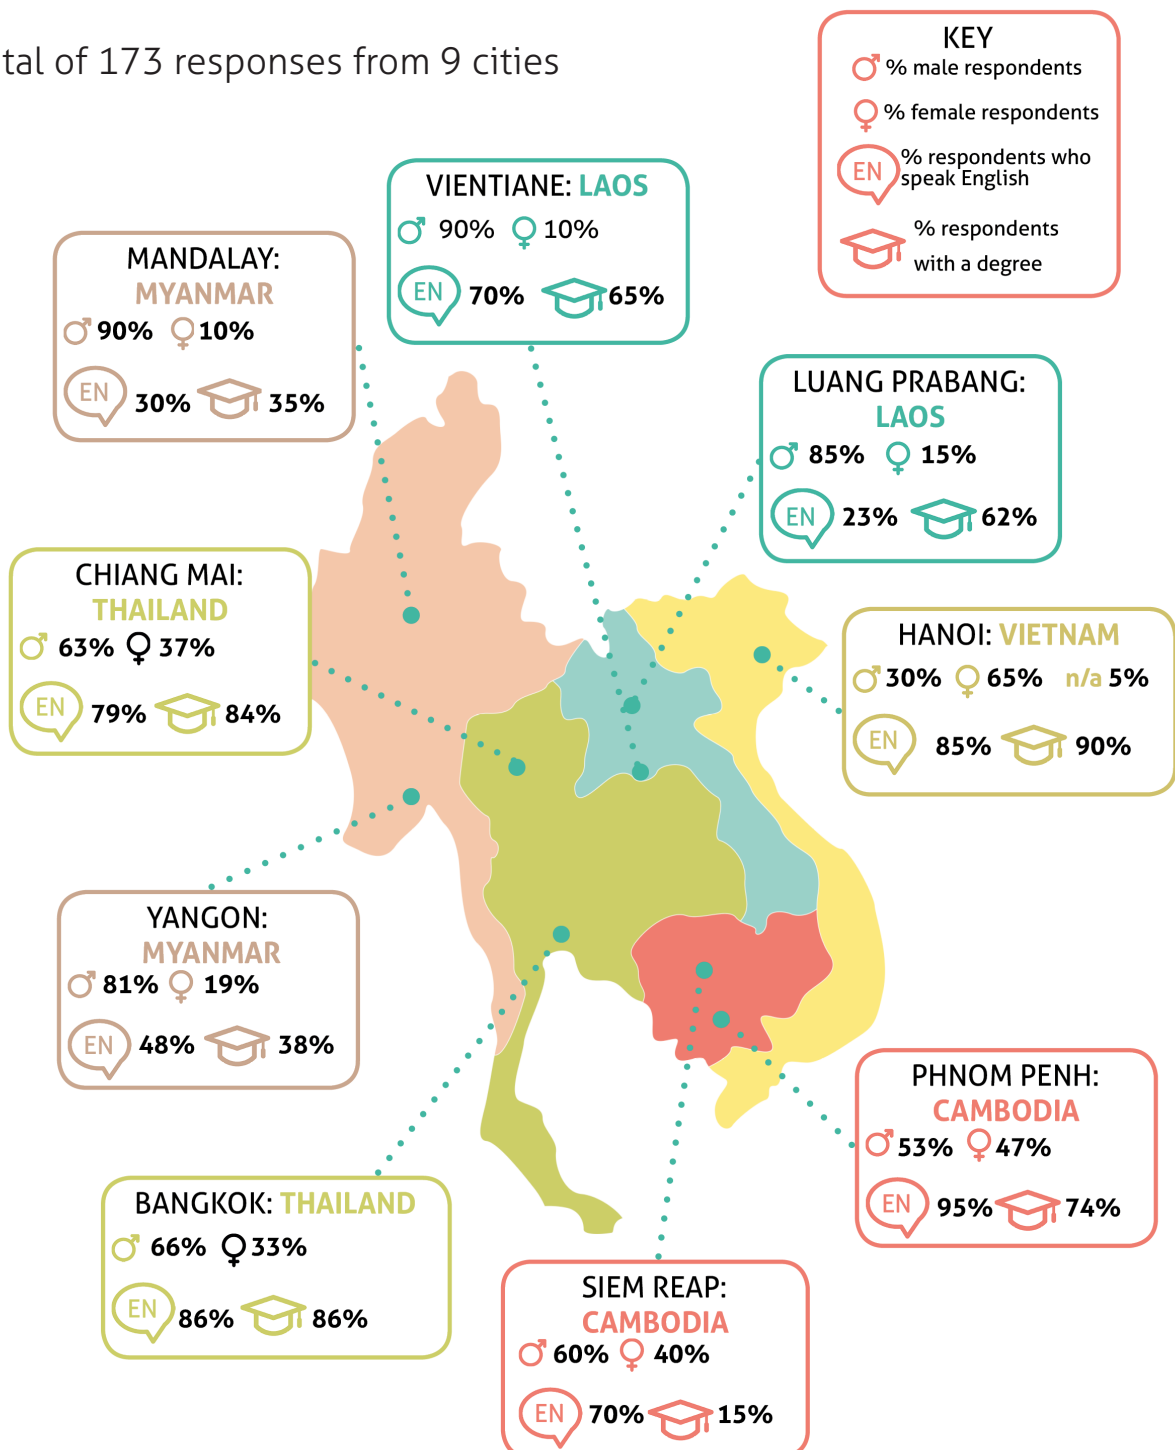 tal of 173 responses from 9 cities
KEY
% male respondents
% female respondents
EN % respondents who
speak English
% respondents
with a degree
VIENTIANE: LAOS
90% 10%
EN 70% 65%
MANDALAY:
MYANMAR
90% 10%
EN 30% 35%
LUANG PRABANG:
LAOS
85% 15%
EN 23% 62%
CHIANG MAI:
THAILAND
63% 37%
EN 79% 84%
HANOI: VIETNAM
30% 65% n/a 5%
EN 85% 90%
YANGON:
MYANMAR
81% 19%
EN 48% 38%
PHNOM PENH:
CAMBODIA
53% 47%
EN 95% 74%
BANGKOK: THAILAND
66% 33%
EN 86% 86%
SIEM REAP:
CAMBODIA
60% 40%
EN 70% 15%